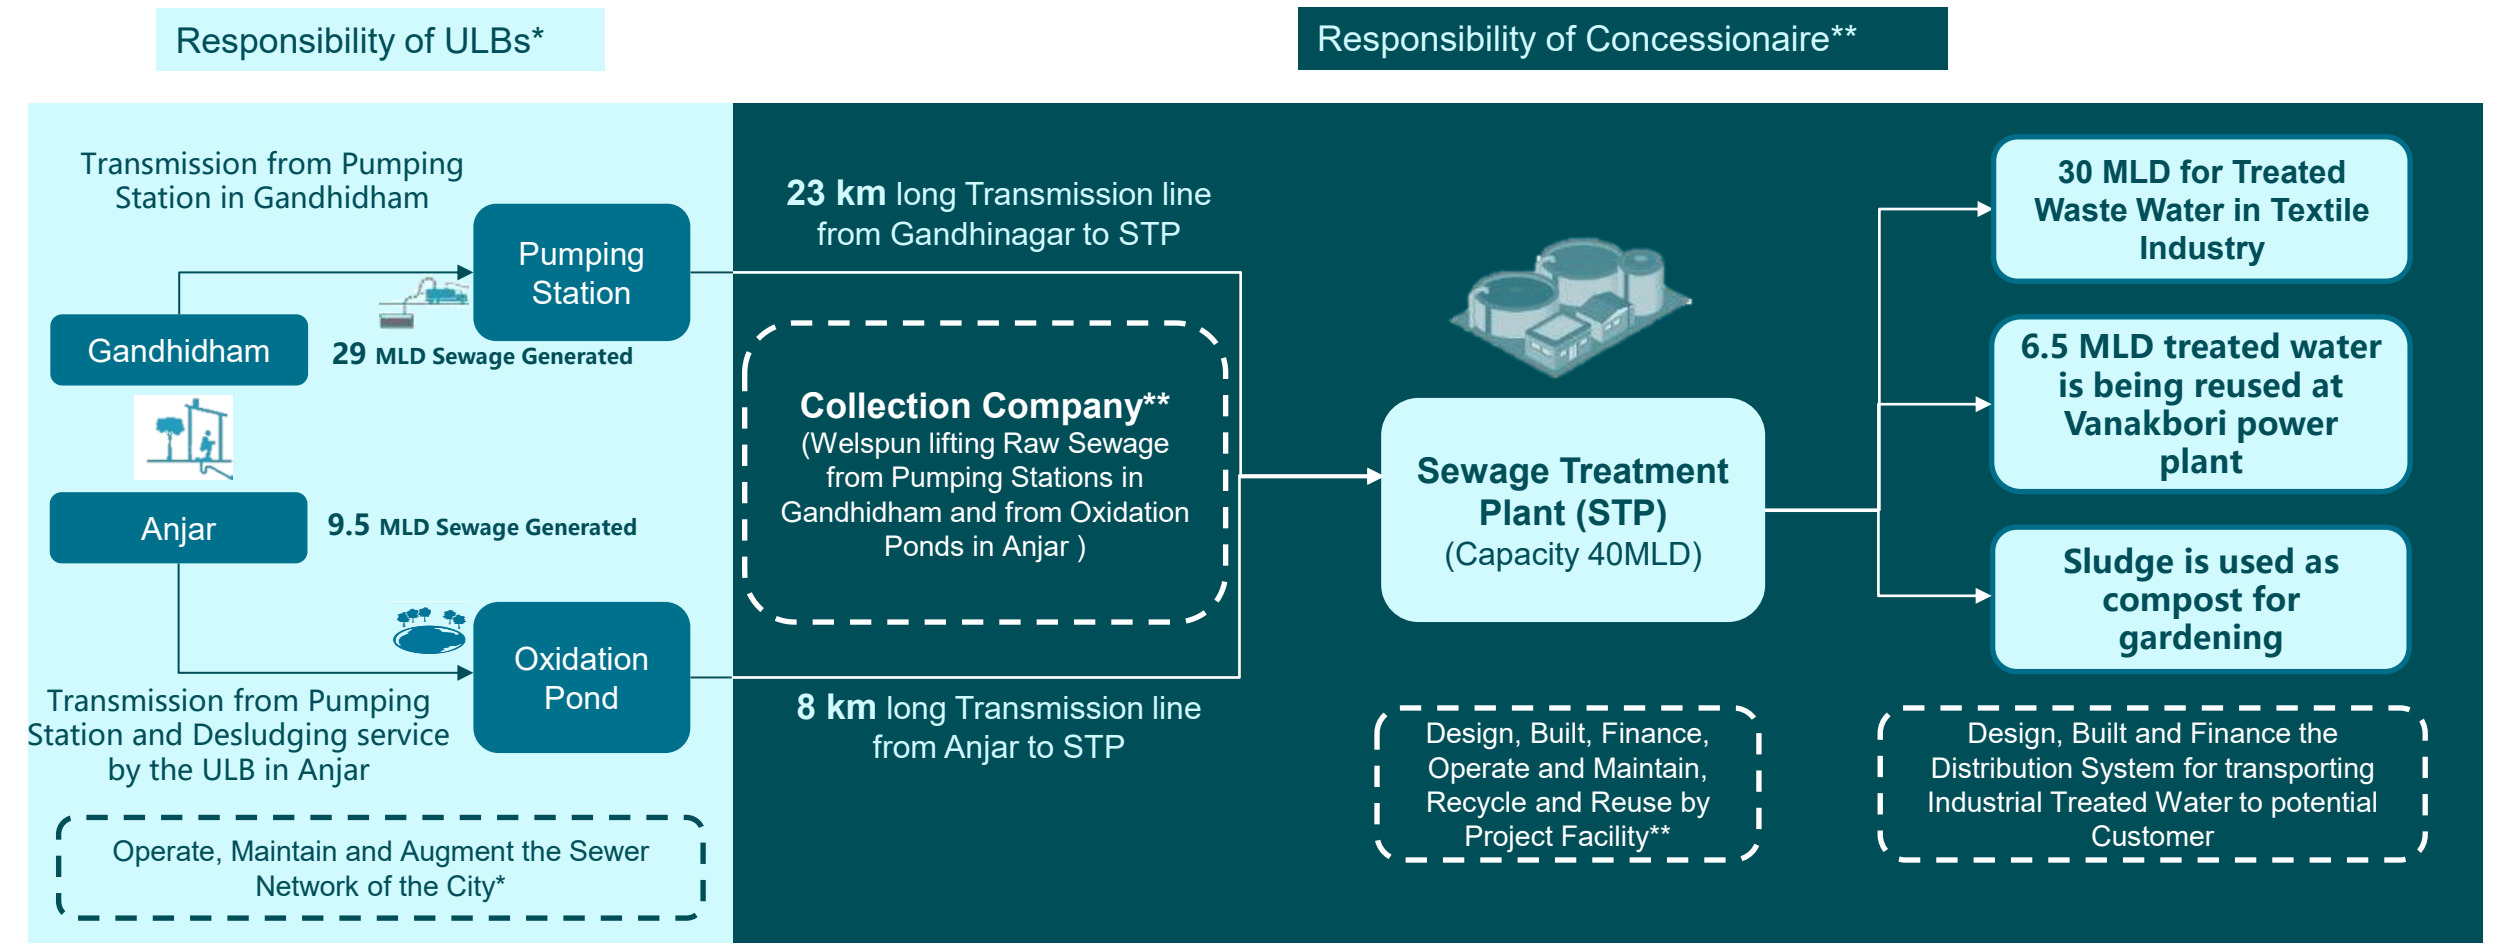 Responsibility of ULBs*
Responsibility of Concessionaire**
Transmission from Pumping
Station in Gandhidham
Pumping
Station
Gandhidham
29 MLD Sewage Generated
Anjar
9.5 MLD Sewage Generated
Oxidation
Pond
Transmission from Pumping
Station and Desludging service
by the ULB in Anjar
Operate, Maintain and Augment the Sewer
Network of the City*
23 km long Transmission line
from Gandhinagar to STP
Collection Company**
(Welspun lifting Raw Sewage
from Pumping Stations in
Gandhidham and from Oxidation
Ponds in Anjar )
8 km long Transmission line
from Anjar to STP
Sewage Treatment
Plant (STP)
(Capacity 40MLD)
Design, Built, Finance,
Operate and Maintain,
Recycle and Reuse by
Project Facility**
30 MLD for Treated
Waste Water in Textile
Industry
6.5 MLD treated water
is being reused at
Vanakbori power
plant
Sludge is used as
compost for
gardening
Design, Built and Finance the
Distribution System for transporting
Industrial Treated Water to potential
Customer